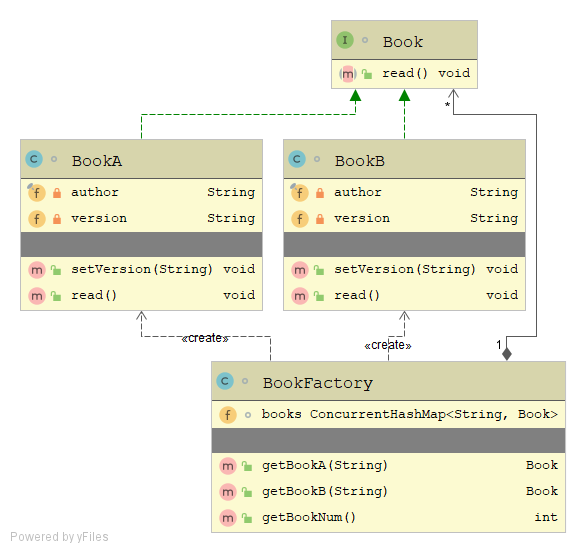 I Book
m read() void
*
C BookA
f author String
f version String
m setVersion(String) void
m read() void
C BookB
f author String
f version String
m setVersion(String) void
m read() void
«create»
«create»
1
C BookFactory
f books ConcurrentHashMap<String, Book>
m getBookA(String) Book
m getBookB(String) Book
m getBookNum() int
Powered by yFiles